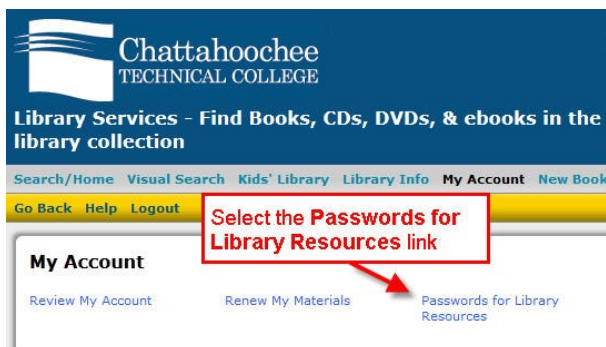 Chattahoochee
TECHNICAL COLLEGE
Library Services - Find Books, CDs, DVDs, & ebooks in the
library collection
Search/Home Visual Search Kids' Library Library Info My Account New Book
Go Back Help Logout
Select the Passwords for
Library Resources link
My Account
Review My Account Renew My Materials Passwords for Library
Resources